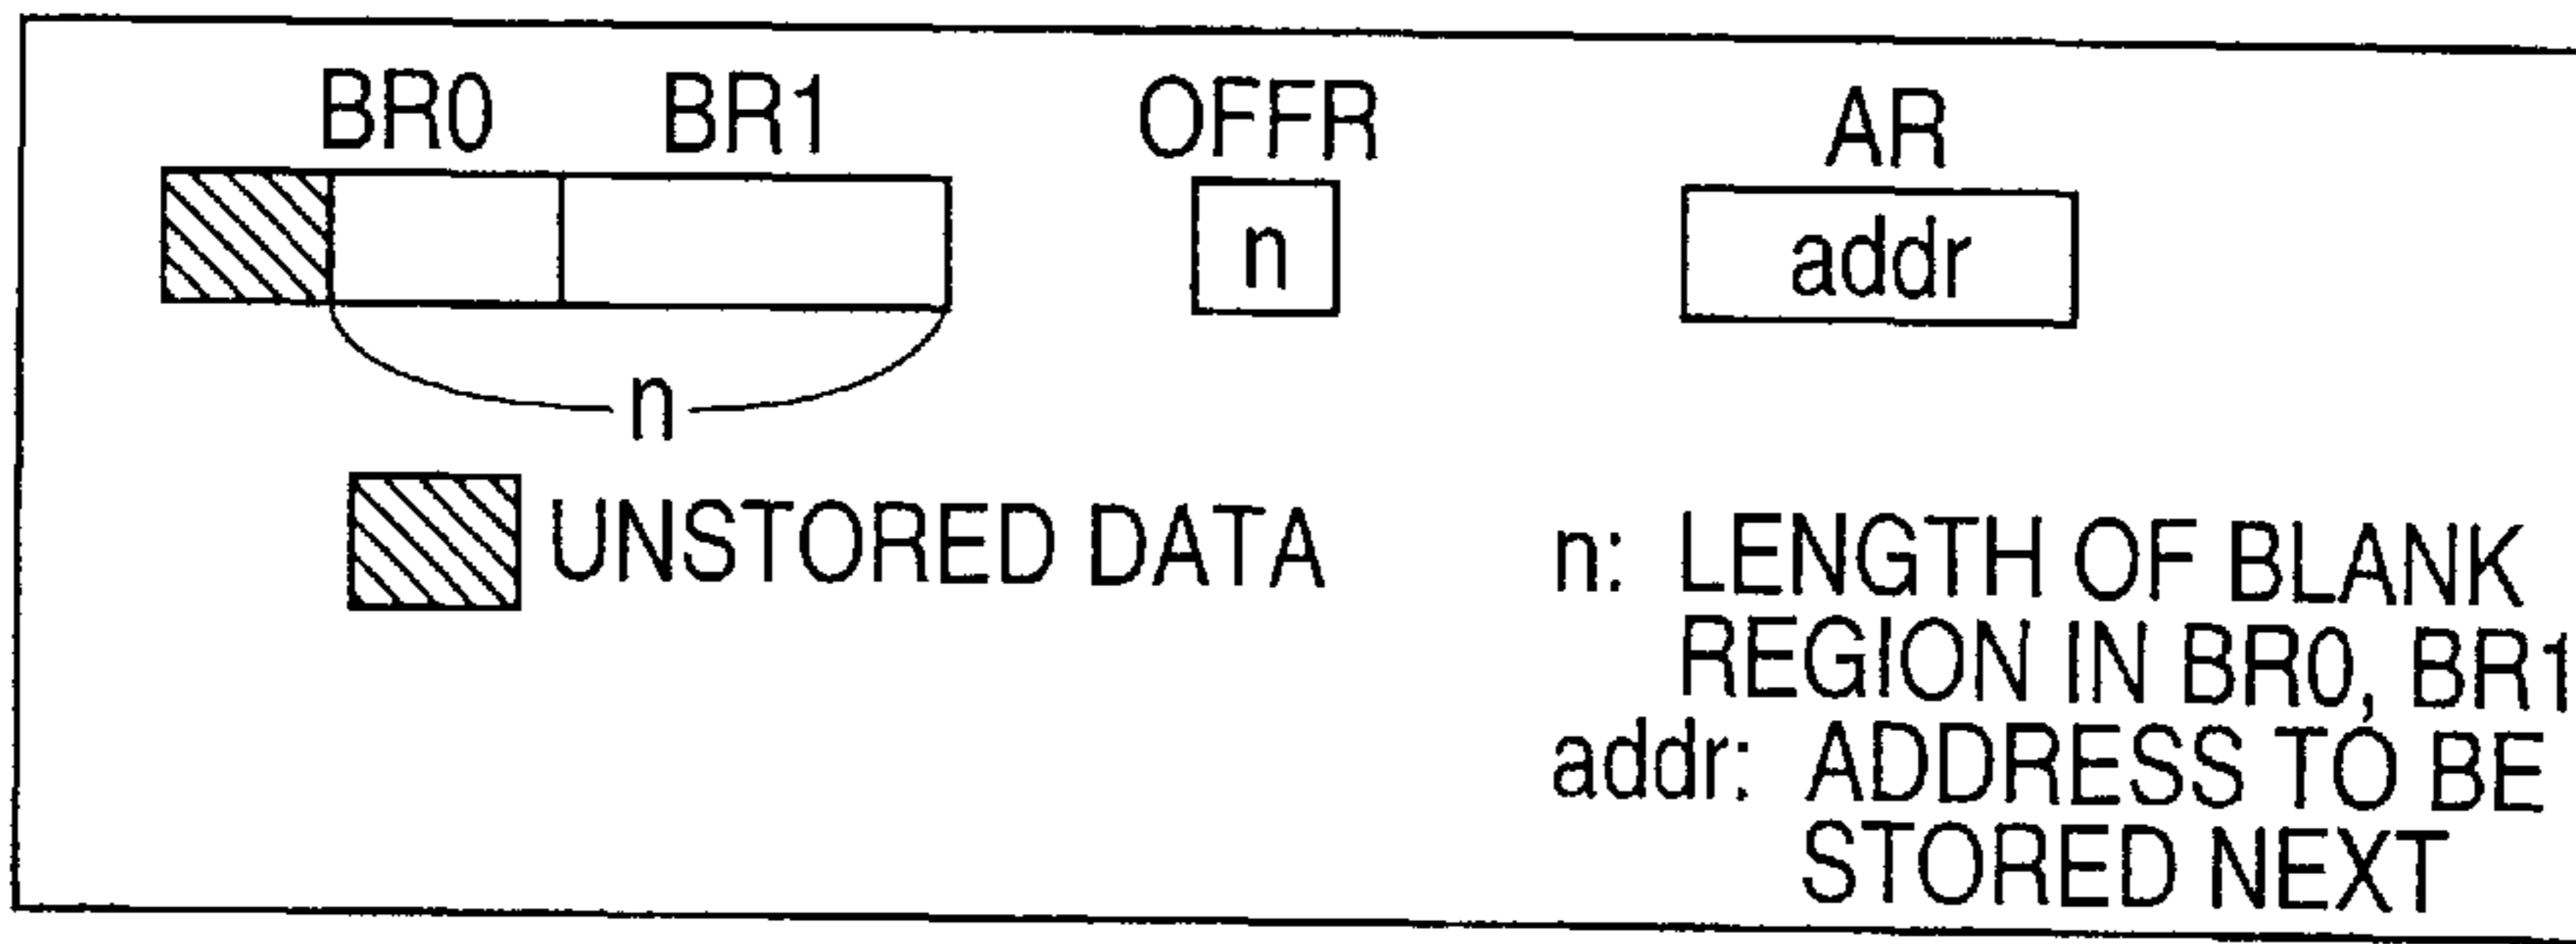 BR0 BR1 OFFR AR
n addr
n
UNSTORED DATA
n: LENGTH OF BLANK
REGION IN BR0, BR1
addr: ADDRESS TO BE
STORED NEXT